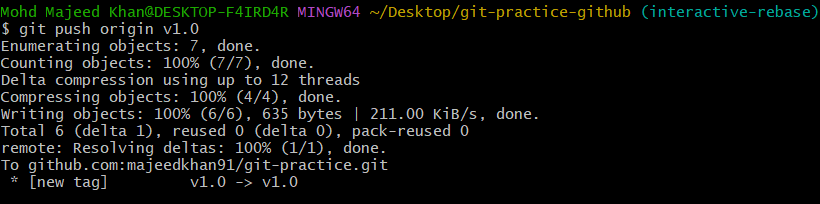 Mohd Majeed Khan@DESKTOP-F4IRD4R MINGW64 ~/Desktop/git-practice-github (interactive-rebase)
$ git push origin v1.0
Enumerating objects: 7, done.
Counting objects: 100% (7/7), done.
Delta compression using up to 12 threads
Compressing objects: 100% (4/4), done.
Writing objects: 100% (6/6), 635 bytes | 211.00 KiB/s, done.
Total 6 (delta 1), reused 0 (delta 0), pack-reused 0
remote: Resolving deltas: 100% (1/1), done.
To github.com:majeedkhan91/git-practice.git
 * [new tag]         v1.0 -> v1.0